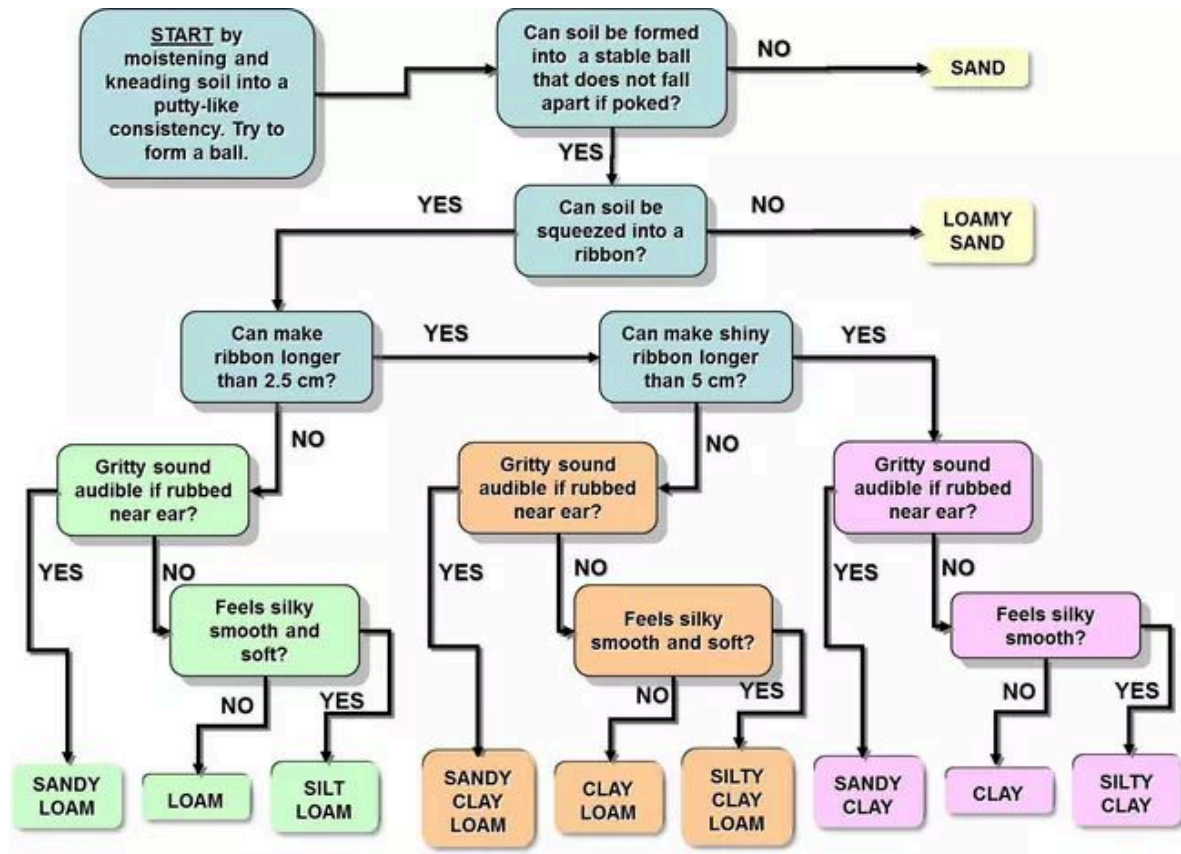 START by
moistening and
kneading soil into a
putty-like
consistency. Try to
form a ball.
Can soil be formed
into a stable ball
that does not fall
apart if poked?
NO
SAND
YES
Can soil be
squeezed into a
ribbon?
YES
NO
LOAMY
SAND
Can make
ribbon longer
than 2.5 cm?
YES
Can make shiny
ribbon longer
than 5 cm?
YES
NO
NO
Gritty sound
audible if rubbed
near ear?
Gritty sound
audible if rubbed
near ear?
Gritty sound
audible if rubbed
near ear?
YES
NO
YES
NO
YES
NO
Feels silky
smooth and
soft?
Feels silky
smooth and soft?
Feels silky
smooth?
NO
YES
NO
YES
NO
YES
SANDY
LOAM
LOAM
SILT
LOAM
SANDY
CLAY
LOAM
CLAY
LOAM
SILTY
CLAY
LOAM
SANDY
CLAY
CLAY
SILTY
CLAY